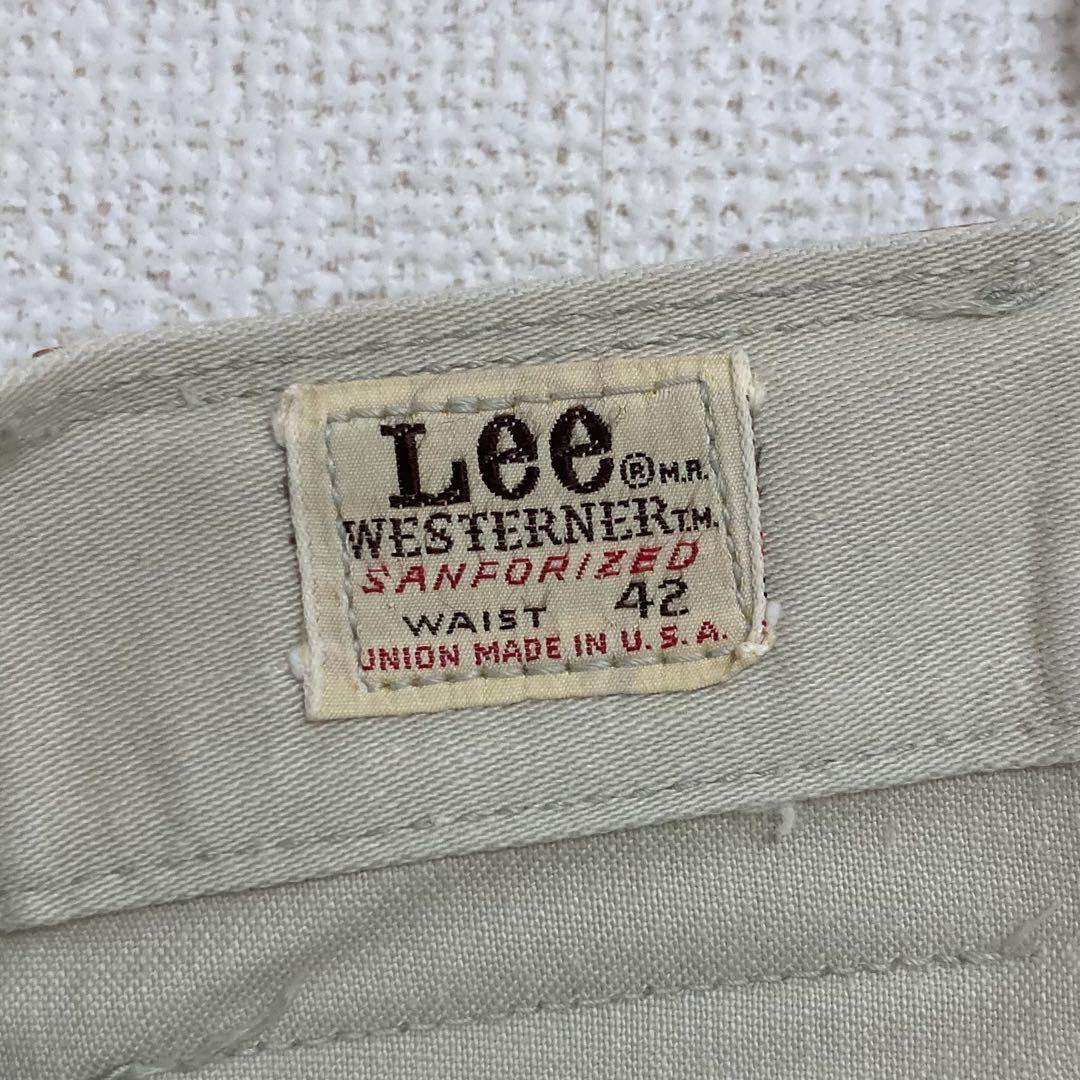 Lee ® M.R.
WESTERNER T.M.
SANFORIZED
WAIST 42
UNION MADE IN U.S.A.